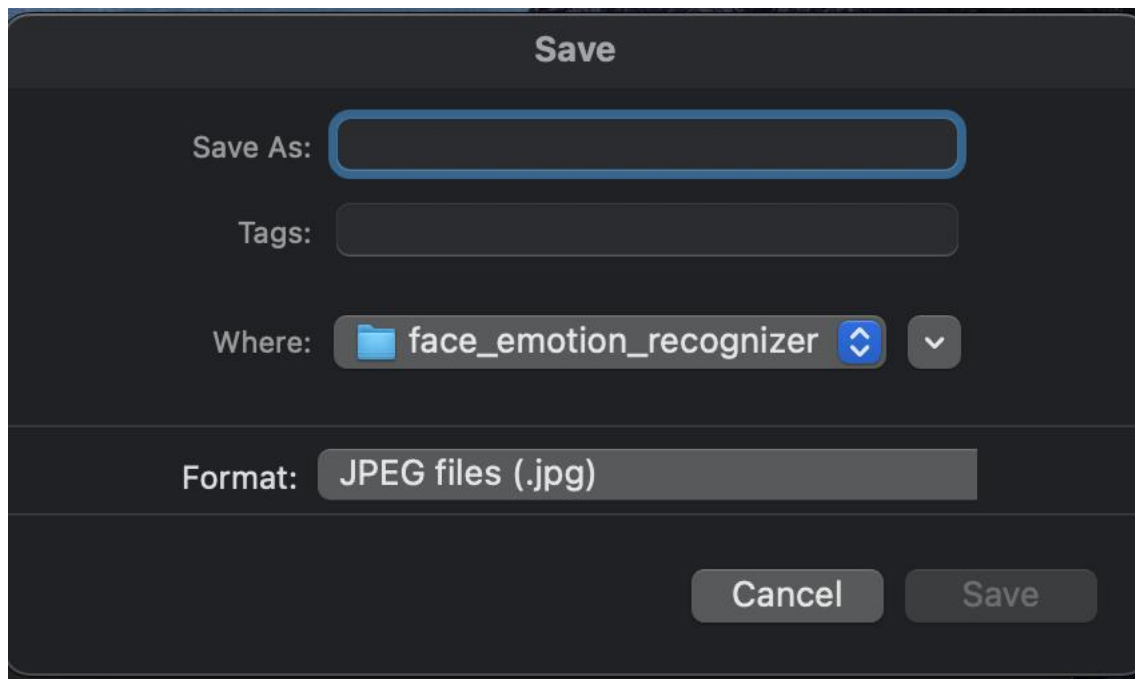 Save
Save As:
Tags:
Where: face_emotion_recognizer
Format: JPEG files (.jpg)
Cancel Save